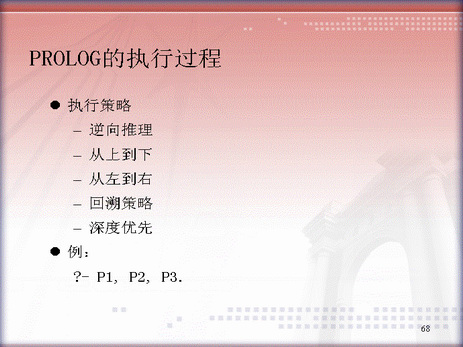 PROLOG的执行过程
● 执行策略
– 逆向推理
– 从上到下
– 从左到右
– 回溯策略
– 深度优先
● 例：
?- P1, P2, P3.
68